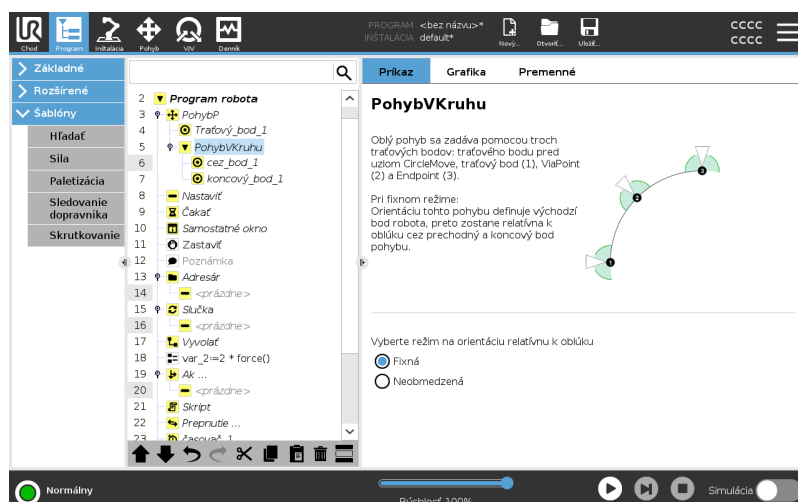 UR
Chod
Program
Inštalácia
Pohyb
V/V
Denník
PROGRAM <bez názvu>*
INŠTALÁCIA default*
Nový...
Otvoriť...
Uložiť...
CCCC
CCCC
Základné
Rozšírené
Šablóny
Hľadať
Sila
Paletizácia
Sledovanie
dopravníka
Skrutkovanie
2 Program robota
3 PohybP
4 Traťový_bod_1
5 PohybVKruhu
6 cez_bod_1
7 koncový_bod_1
8 Nastaviť
9 Čakať
10 Samostatné okno
11 Zastaviť
12 Poznámka
13 Adresár
14 <prázdne>
15 Slučka
16 <prázdne>
17 Vyvolať
18 var_2:=2 * force()
19 Ak ...
20 <prázdne>
21 Skript
22 Prepnutie ...
23 časovač_1
Príkaz
Grafika
Premenné
PohybVKruhu
Oblý pohyb sa zadáva pomocou troch
traťových bodov: traťového bodu pred
uzlom CircleMove, traťový bod (1), ViaPoint
(2) a Endpoint (3).
Pri fixnom režime:
Orientáciu tohto pohybu definuje východzí
bod robota, preto zostane relatívna k
oblúku cez prechodný a koncový bod
pohybu.
1
2
3
Vyberte režim na orientáciu relatívnu k oblúku
Fixná
Neobmedzená
Normálny
Rýchlosť 100%
Simulácia